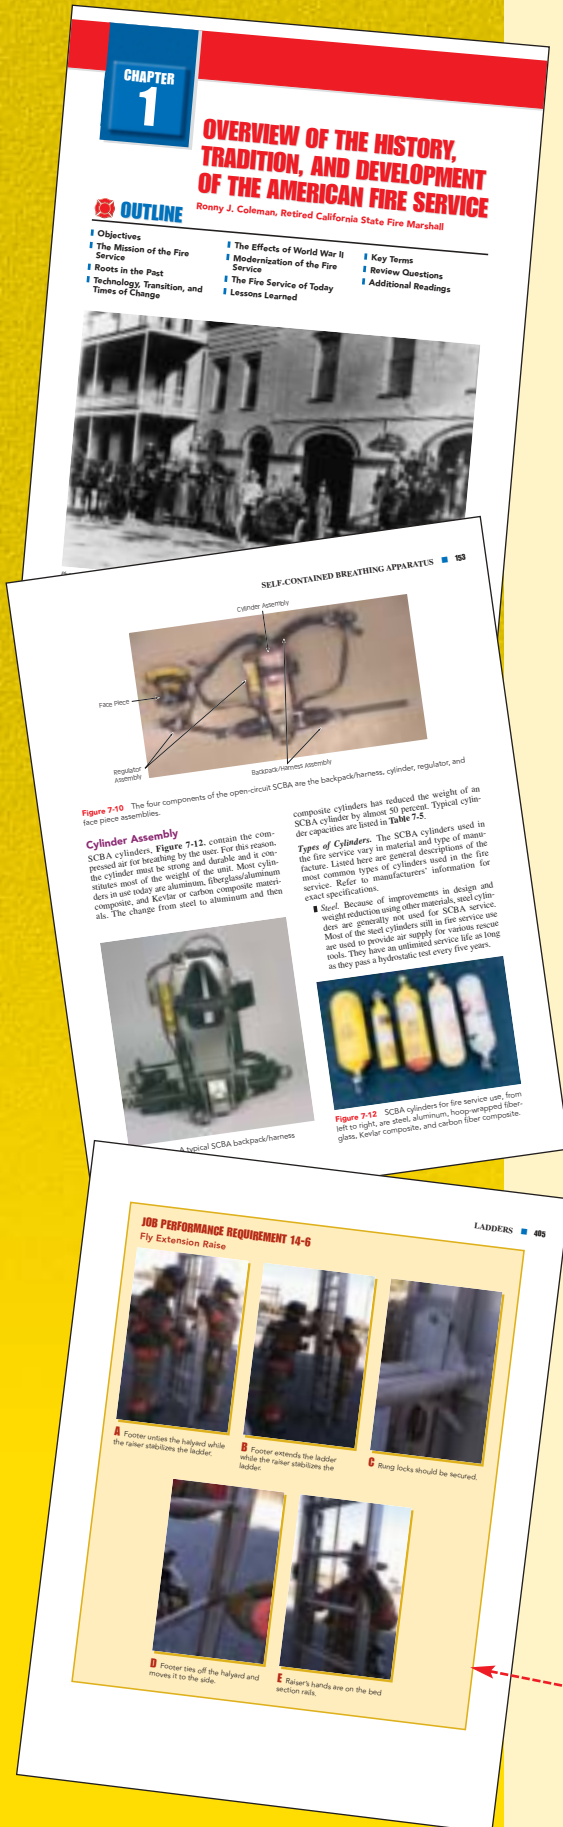 CHAPTER
1
OVERVIEW OF THE HISTORY,
TRADITION, AND DEVELOPMENT
OF THE AMERICAN FIRE SERVICE
Ronny J. Coleman, Retired California State Fire Marshall
OUTLINE
Objectives
The Mission of the Fire
Service
Roots in the Past
Technology, Transition, and
Times of Change
The Effects of World War II
Modernization of the Fire
Service
The Fire Service of Today
Lessons Learned
Key Terms
Review Questions
Additional Readings
SELF-CONTAINED BREATHING APPARATUS 153
Cylinder Assembly
Face Piece
Regulator
Assembly
Backpack/Harness Assembly
Figure 7-10 The four components of the open-circuit SCBA are the backpack/harness, cylinder, regulator, and
face piece assemblies.
Cylinder Assembly
SCBA cylinders, Figure 7-12, contain the com-
pressed air for breathing by the user. For this reason,
the cylinder must be strong and durable and it con-
stitutes most of the weight of the unit. Most cylin-
ders in use today are aluminum, fiberglass/aluminum
composite, and Kevlar or carbon composite materi-
als. The change from steel to aluminum and then
composite cylinders has reduced the weight of an
SCBA cylinder by almost 50 percent. Typical cylin-
der capacities are listed in Table 7-5.
Types of Cylinders. The SCBA cylinders used in
the fire service vary in material and type of manu-
facture. Listed here are general descriptions of the
most common types of cylinders used in the fire
service. Refer to manufacturers' information for
exact specifications.
Steel. Because of improvements in design and
weight reduction using other materials, steel cylin-
ders are generally not used for SCBA service.
Most of the steel cylinders still in fire service use
are used to provide air supply for various rescue
tools. They have an unlimited service life as long
as they pass a hydrostatic test every five years.
A typical SCBA backpack/harness
Figure 7-12 SCBA cylinders for fire service use, from
left to right, are steel, aluminum, hoop-wrapped fiber-
glass, Kevlar composite, and carbon fiber composite.
LADDERS 405
JOB PERFORMANCE REQUIREMENT 14-6
Fly Extension Raise
A Footer unties the halyard while
the raiser stabilizes the ladder.
B Footer extends the ladder
while the raiser stabilizes the
ladder.
C Rung locks should be secured.
D Footer ties off the halyard and
moves it to the side.
E Raiser's hands are on the bed
section rails.